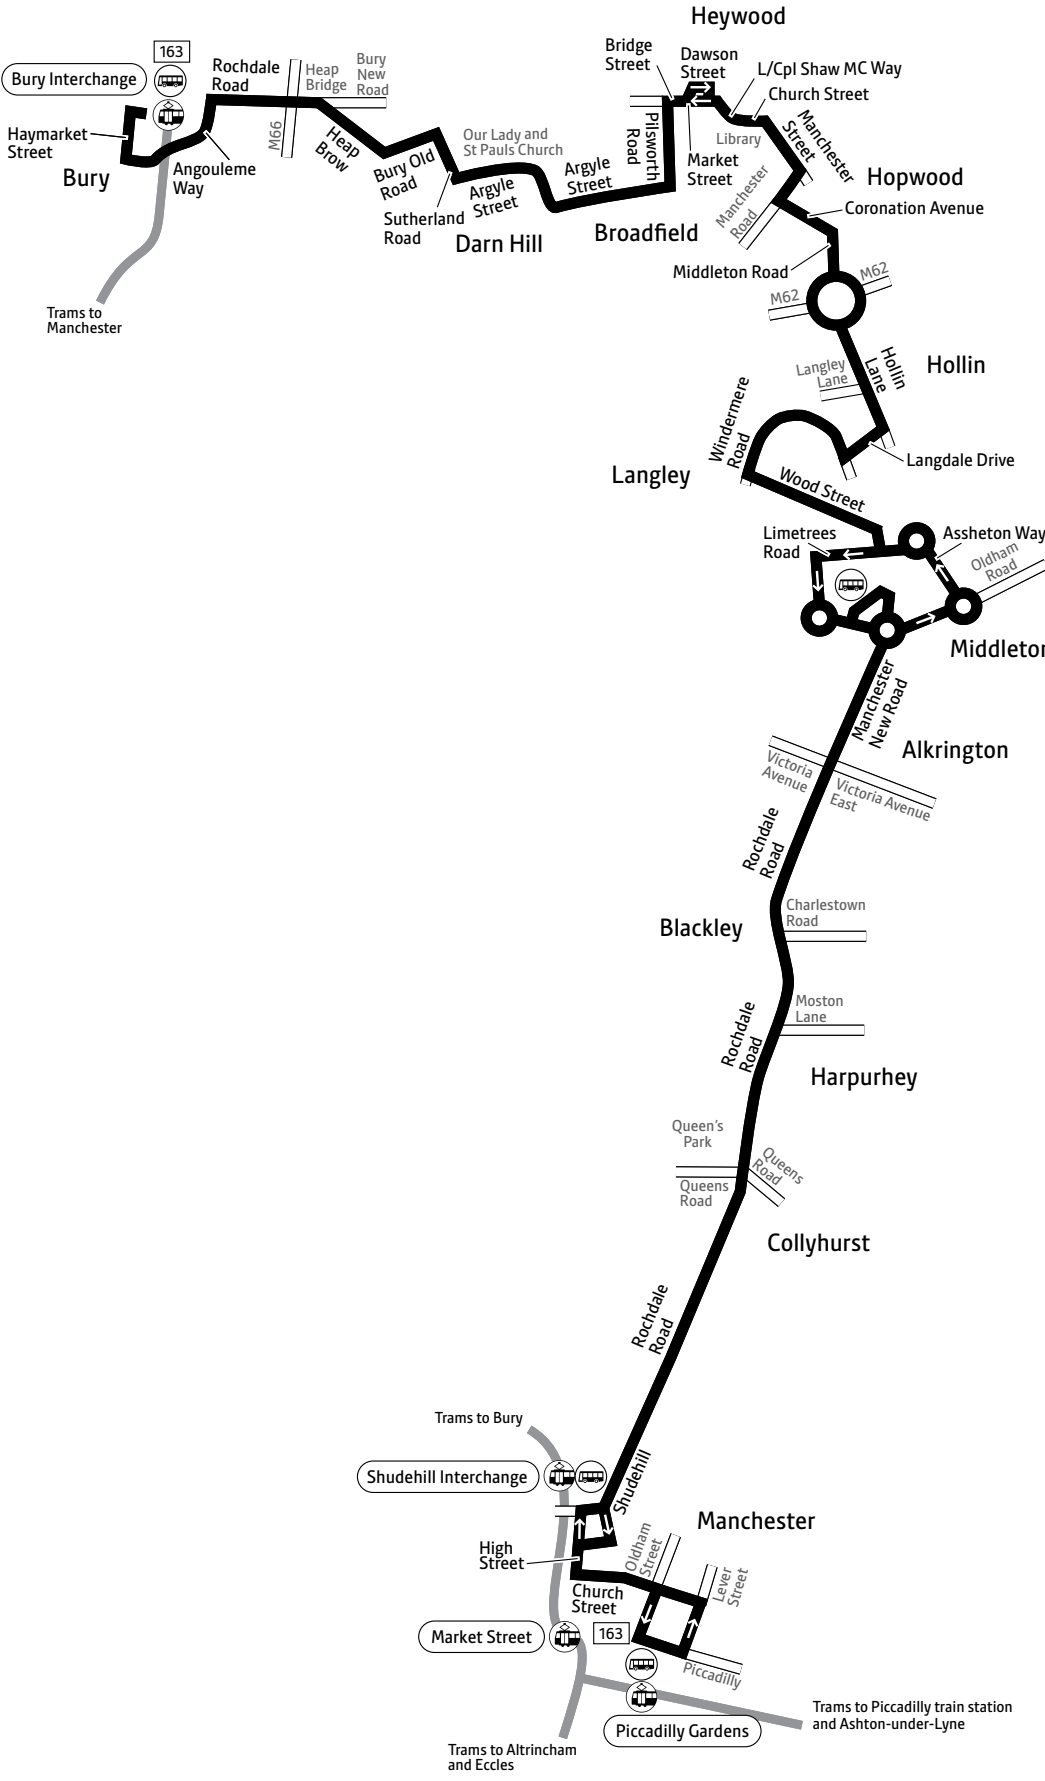 Heywood
163
Bury Interchange
Rochdale
Road
Heap
Bridge
Bury
New
Road
M66
Haymarket
Street
Bury
Angouleme
Way
Heap
Brow
Bury Old
Road
Sutherland
Road
Our Lady and
St Pauls Church
Argyle
Street
Argyle
Street
Darn Hill
Broadfield
Trams to
Manchester
Bridge
Street
Dawson
Street
L/Cpl Shaw MC Way
Church Street
Pilsworth
Road
Library
Market
Street
Manchester
Street
Manchester
Road
Hopwood
Coronation Avenue
Middleton Road
M62
M62
Hollin
Lane
Hollin
Langley
Lane
Windermere
Road
Langdale Drive
Langley
Wood Street
Limetrees
Road
Assheton Way
Oldham
Road
Middleton
Manchester
New Road
Alkrington
Victoria
Avenue
Victoria Avenue
East
Rochdale
Road
Charlestown
Road
Blackley
Moston
Lane
Rochdale
Road
Harpurhey
Queen's
Park
Queens
Road
Queens
Road
Collyhurst
Rochdale
Road
Trams to Bury
Shudehill Interchange
Shudehill
Manchester
High
Street
Oldham
Street
Lever
Street
Church
Street
Market Street
163
Piccadilly
Piccadilly Gardens
Trams to Piccadilly train station
and Ashton-under-Lyne
Trams to Altrincham
and Eccles